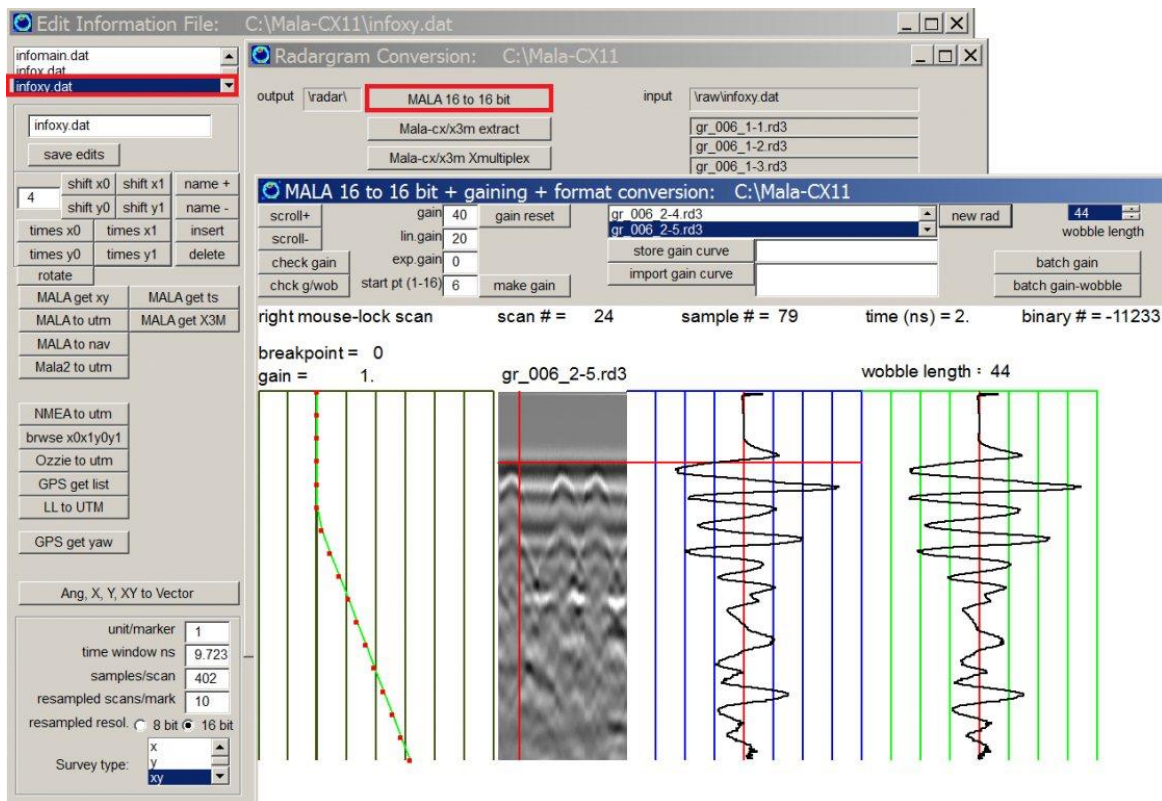 Edit Information File: C:\Mala-CX11\infoxy.dat
infomain.dat
infox.dat
infoxy.dat
infoxy.dat
save edits
4
shift x0 shift x1 name +
shift y0 shift y1 name -
times x0 times x1 insert
times y0 times y1 delete
rotate
MALA get xy MALA get ts
MALA to utm MALA get X3M
MALA to nav
Mala2 to utm
NMEA to utm
brwse x0x1y0y1
Ozzie to utm
GPS get list
LL to UTM
GPS get yaw
Ang, X, Y, XY to Vector
unit/marker 1
time window ns 9.723
samples/scan 402
resampled scans/mark 10
resampled resol. 8 bit 16 bit
Survey type: x
y
xy
Radargram Conversion: C:\Mala-CX11
output \radar\ MALA 16 to 16 bit input \raw\infoxy.dat
Mala-cx/x3m extract gr_006_1-1.rd3
gr_006_1-2.rd3
Mala-cx/x3m Xmultiplex gr_006_1-3.rd3
MALA 16 to 16 bit + gaining + format conversion: C:\Mala-CX11
scroll+ gain 40 gain reset gr_006_2-4.rd3 new rad 44
scroll- lin.gain 20 gr_006_2-5.rd3 wobble length
check gain exp.gain 0 store gain curve batch gain
chck g/wob start pt (1-16) 6 make gain import gain curve batch gain-wobble
right mouse-lock scan scan # = 24 sample # = 79 time (ns) = 2. binary # = -11233
breakpoint = 0
gain = 1. gr_006_2-5.rd3 wobble length = 44